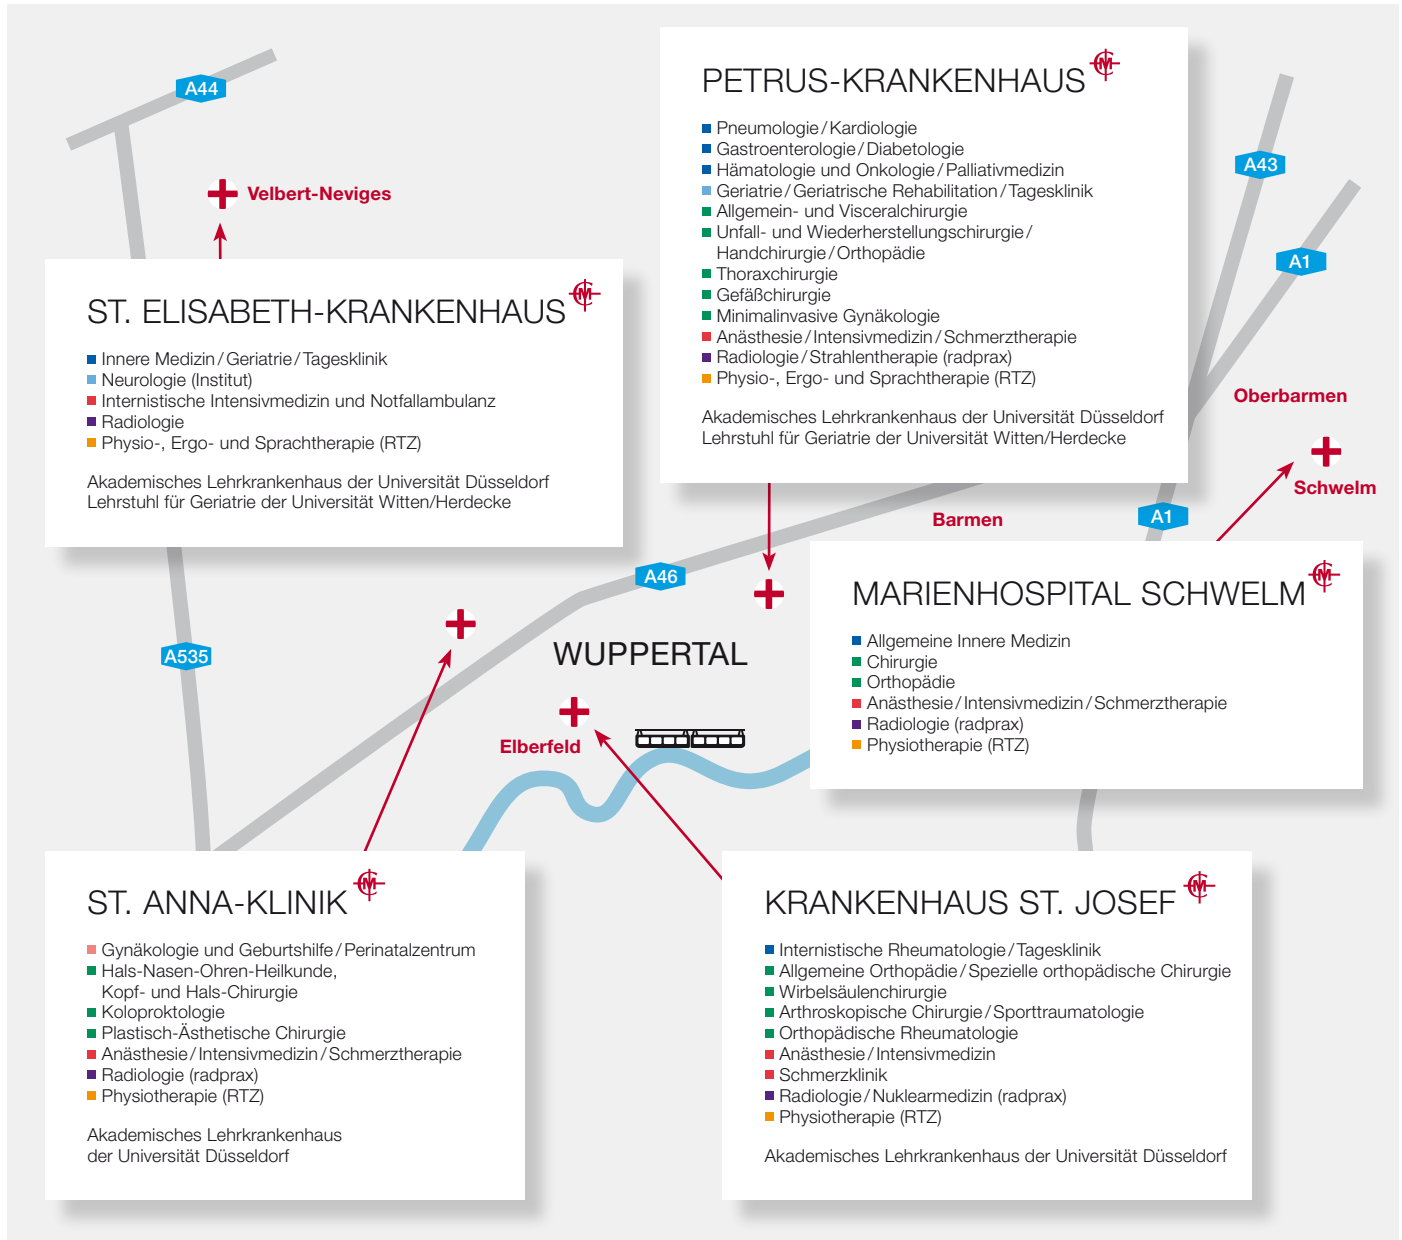 A44
Velbert-Neviges
PETRUS-KRANKENHAUS
CM
Pneumologie/Kardiologie
Gastroenterologie/Diabetologie
Hämatologie und Onkologie/Palliativmedizin
Geriatrie/Geriatrische Rehabilitation/Tagesklinik
Allgemein- und Visceralchirurgie
Unfall- und Wiederherstellungschirurgie/
Handchirurgie/Orthopädie
Thoraxchirurgie
Gefäßchirurgie
Minimalinvasive Gynäkologie
Anästhesie/Intensivmedizin/Schmerztherapie
Radiologie/Strahlentherapie (radprax)
Physio-, Ergo- und Sprachtherapie (RTZ)
Akademisches Lehrkrankenhaus der Universität Düsseldorf
Lehrstuhl für Geriatrie der Universität Witten/Herdecke
A43
A1
ST. ELISABETH-KRANKENHAUS
CM
Innere Medizin/Geriatrie/Tagesklinik
Neurologie (Institut)
Internistische Intensivmedizin und Notfallambulanz
Radiologie
Physio-, Ergo- und Sprachtherapie (RTZ)
Akademisches Lehrkrankenhaus der Universität Düsseldorf
Lehrstuhl für Geriatrie der Universität Witten/Herdecke
Oberbarmen
Schwelm
Barmen
A1
A46
A535
WUPPERTAL
Elberfeld
MARIENHOSPITAL SCHWELM
CM
Allgemeine Innere Medizin
Chirurgie
Orthopädie
Anästhesie/Intensivmedizin/Schmerztherapie
Radiologie (radprax)
Physiotherapie (RTZ)
ST. ANNA-KLINIK
CM
Gynäkologie und Geburtshilfe/Perinatalzentrum
Hals-Nasen-Ohren-Heilkunde,
Kopf- und Hals-Chirurgie
Koloproktologie
Plastisch-Ästhetische Chirurgie
Anästhesie/Intensivmedizin/Schmerztherapie
Radiologie (radprax)
Physiotherapie (RTZ)
Akademisches Lehrkrankenhaus
der Universität Düsseldorf
KRANKENHAUS ST. JOSEF
CM
Internistische Rheumatologie/Tagesklinik
Allgemeine Orthopädie/Spezielle orthopädische Chirurgie
Wirbelsäulenchirurgie
Arthroskopische Chirurgie/Sporttraumatologie
Orthopädische Rheumatologie
Anästhesie/Intensivmedizin
Schmerzklinik
Radiologie/Nuklearmedizin (radprax)
Physiotherapie (RTZ)
Akademisches Lehrkrankenhaus der Universität Düsseldorf